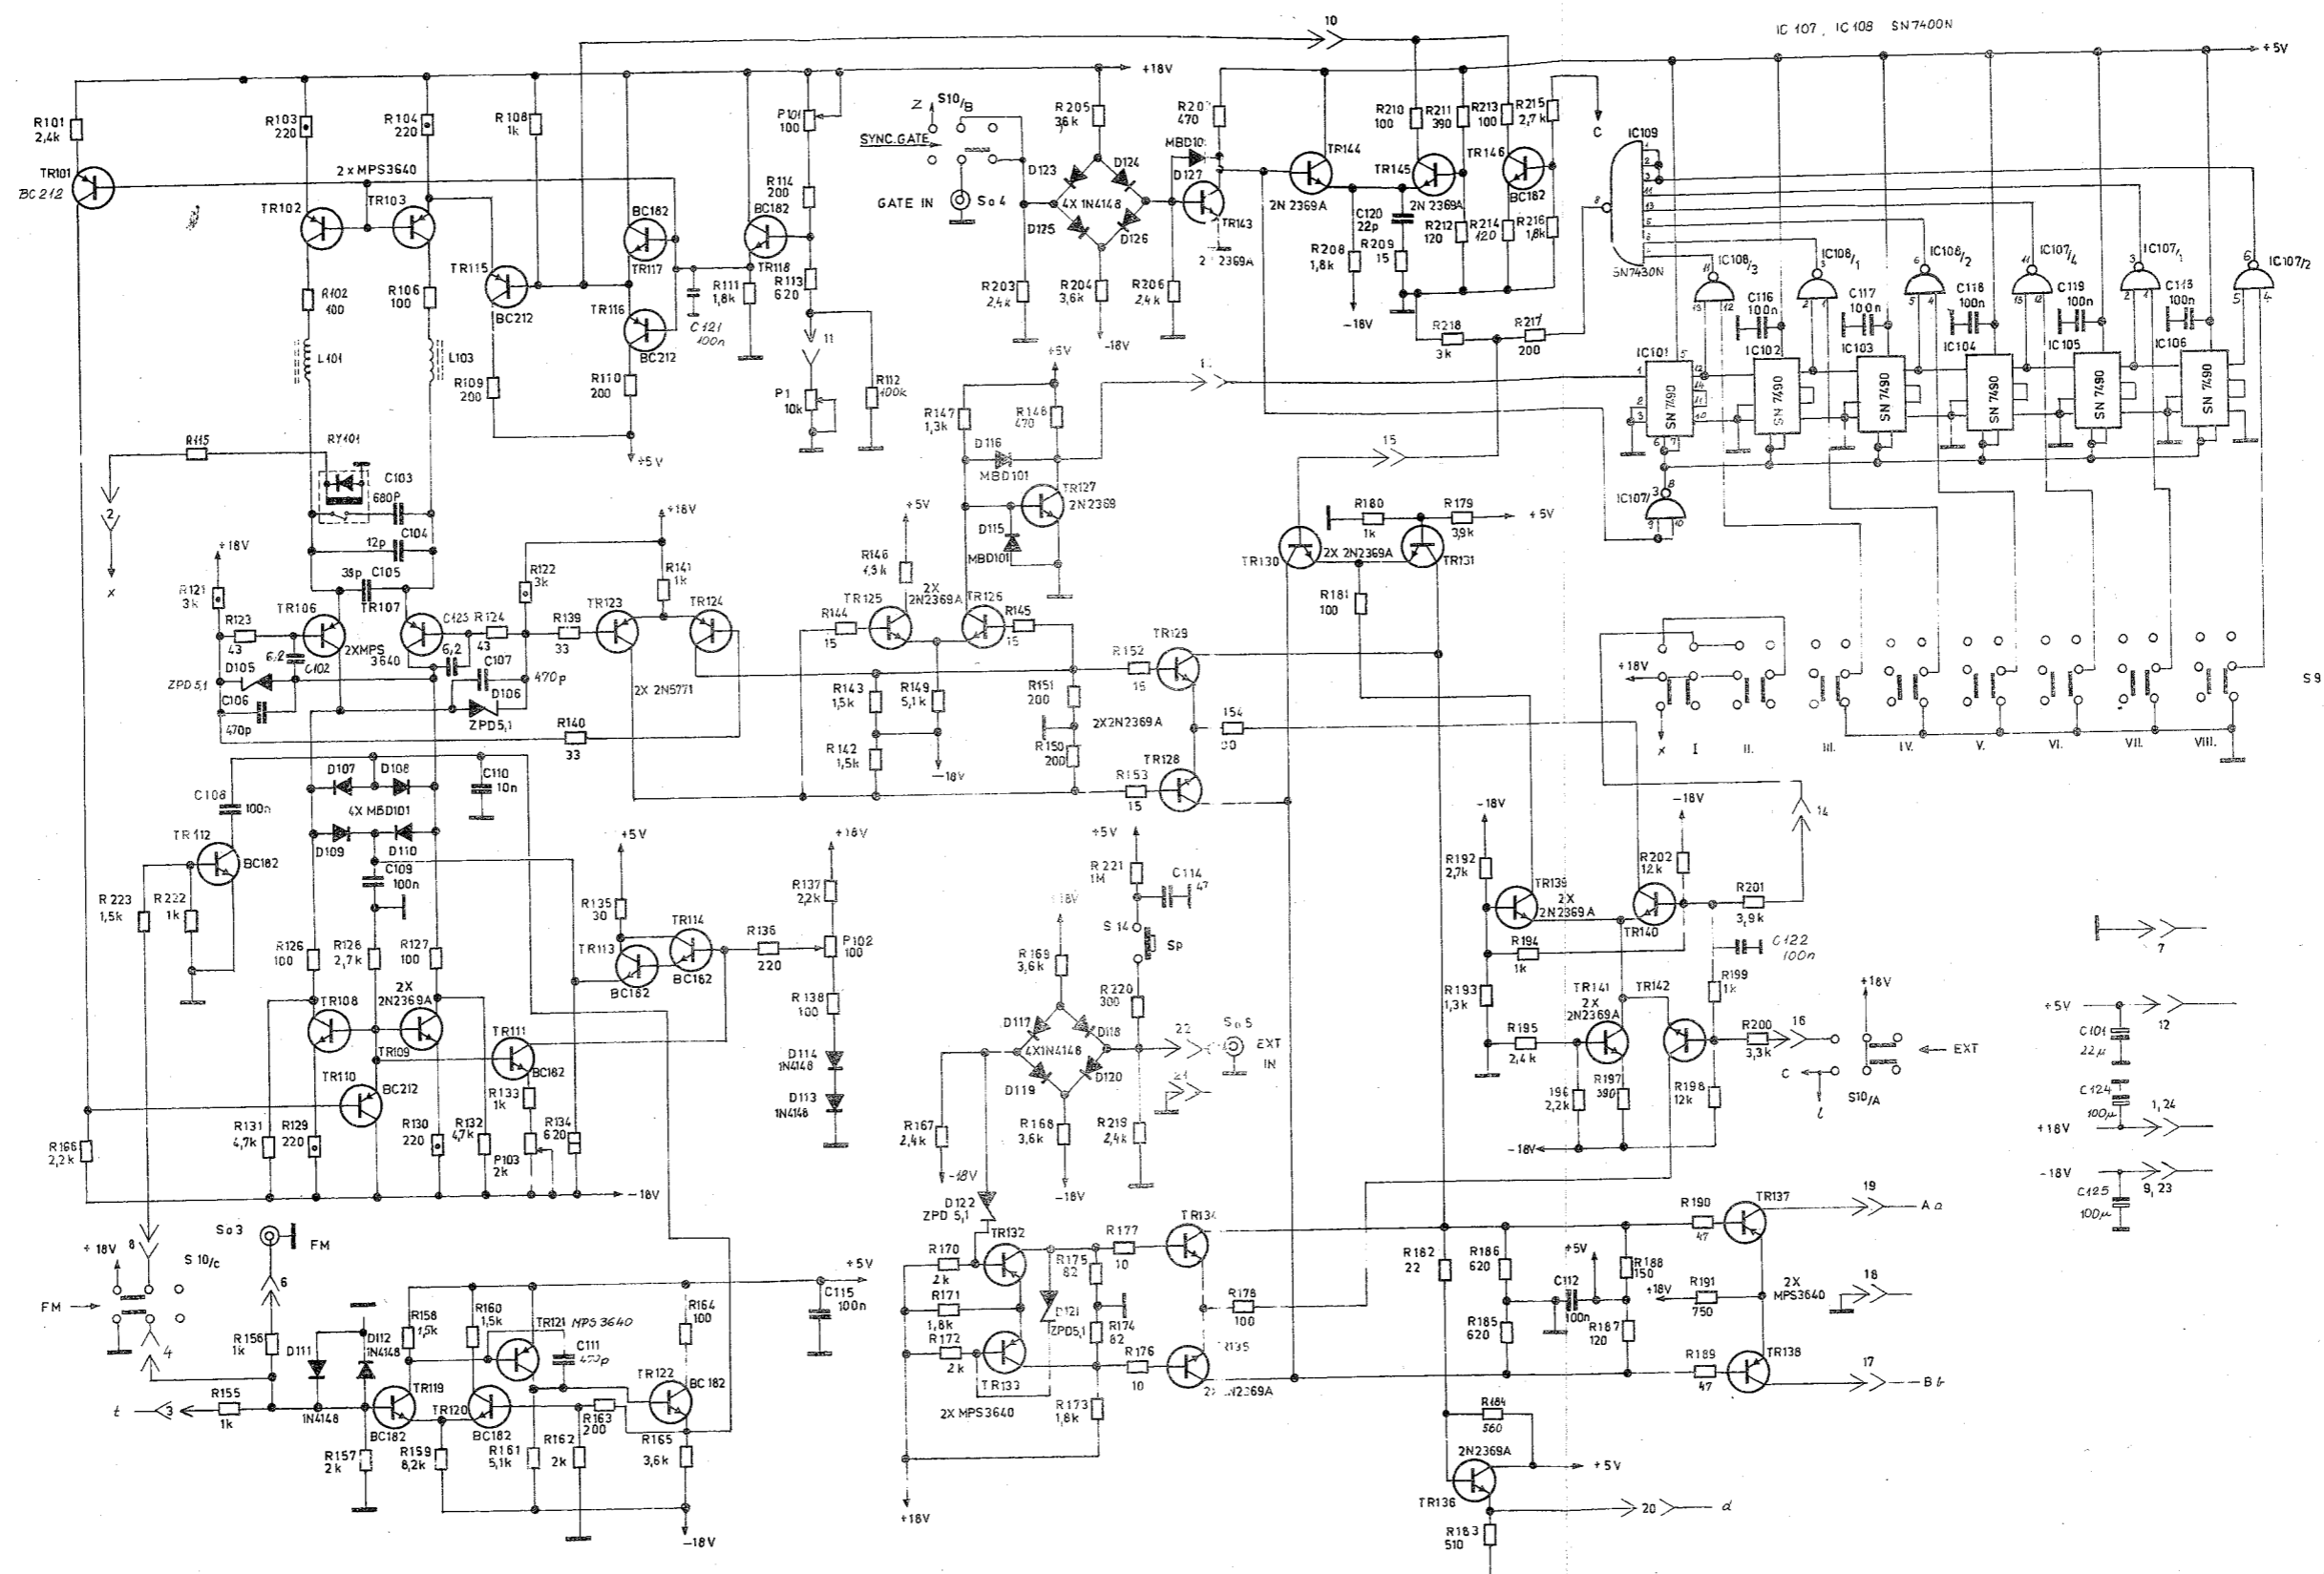 10
IC 107, IC 108 SN7400N
+5V
+18V
R101
2,4k
R103
220
R104
220
R108
1k
P101
100
Z
S10/B
SYNC.GATE
R205
36k
470
R210
100
R211
390
R213
100
R215
2,7k
C
IC109
TR101
BC212
2 x MPS3640
TR102
TR103
R114
200
BC182
BC182
GATE IN
So4
D123
D124
4X 1N4148
D125
D126
D127
TR143
TR144
2N 2369A
TR145
2N 2369A
TR146
BC182
C120
22p
R208
1,8k
R209
15
R212
120
R214
120
R216
1,8k
SN7430N
TR115
BC212
TR117
TR118
R111
1,8k
R113
620
TR116
BC212
C121
100n
R102
100
R106
100
L101
L103
R109
200
R110
200
+5V
11
P1
10k
R112
100k
R203
2,4k
R204
3,6k
R206
2,4k
-18V
-18V
R218
3k
R217
200
IC108/3
IC108/1
IC108/2
IC107/4
IC107/1
IC107/2
C116
100n
C117
100n
C118
100n
C119
100n
100n
IC101
IC102
IC103
IC104
IC105
IC106
SN 7490
SN 7490
SN 7490
SN 7490
SN 7490
SN 7490
IC107/3
R115
RY101
C103
680P
C104
12p
C105
2
x
+5V
R147
1,3k
470
D116
MBD101
TR127
2N2369
D115
MBD101
15
R180
1k
R179
3,9k
+5V
TR130
2X 2N2369A
TR131
R181
100
+18V
R121
3k
R123
43
TR106
TR107
2XMPS
3640
6,2
C102
D105
ZPD5,1
C106
470p
C123
6,2
R124
43
C107
470p
D106
ZPD5,1
R122
3k
+18V
R141
1k
R139
33
TR123
TR124
2X 2N5771
R140
33
+5V
R146
2X
2N2369A
R144
15
TR125
TR126
R145
15
R143
1,5k
R149
5,1k
R142
1,5k
-18V
R151
200
R150
200
R152
15
TR129
2X2N2369A
TR128
R153
15
154
+18V
x
I
II.
III.
IV.
V.
VI.
VII.
VIII.
S 9
C108
100n
TR112
BC182
R223
1,5k
R222
1k
D107
D108
4X MBD101
D109
D110
C110
10n
C109
100n
R126
100
R128
2,7k
R127
100
2X
2N2369A
TR108
TR109
TR110
BC212
TR111
BC182
R133
1k
P103
2k
R134
620
R131
4,7k
R129
220
R130
220
R132
4,7k
-18V
R166
2,2k
+5V
R135
30
TR113
BC182
TR114
BC182
R136
220
+18V
R137
2,2k
P102
100
R138
100
D114
1N4148
D113
1N4148
+5V
R221
1M
C114
47
S 14
Sp
R220
300
R169
3,6k
D117
D118
4X1N4148
D119
D120
R168
3,6k
-18V
R167
2,4k
-18V
R219
2,4k
22
So5
EXT
IN
21
-18V
R192
2,7k
TR139
2X
2N2369A
TR140
-18V
R202
12k
R201
3,9k
14
C122
100n
R194
1k
R193
1,3k
R195
2,4k
TR141
2X
2N2369A
TR142
R199
1k
R200
3,3k
16
+18V
EXT
C
S10/A
196
2,2k
R197
390
R198
12k
-18V
7
+5V
12
C101
22µ
C124
100µ
+18V
1, 24
-18V
9, 23
C125
100µ
+18V
8
S 10/c
FM
So3
FM
6
4
R156
1k
R155
1k
t
3
D111
1N4148
D112
1N4148
R157
2k
R158
1,5k
R160
1,5k
TR121
MPS3640
C111
470p
TR119
BC182
TR120
BC182
R159
8,2k
R161
5,1k
R162
2k
R163
200
TR122
BC182
R164
100
R165
3,6k
-18V
+5V
C115
100n
D122
ZPD 5,1
R170
2k
R171
1,8k
R172
2k
TR132
TR133
2X MPS3640
D121
ZPD5,1
R175
82
R174
82
R173
1,8k
R177
10
R176
10
R178
100
+18V
R182
22
R186
620
R185
620
C112
100n
+5V
R188
150
R187
120
R190
47
R189
47
TR137
+18V
R191
750
2X
MPS3640
TR138
19
A a
18
17
B b
R184
560
2N2369A
TR136
+5V
20
d
R183
510